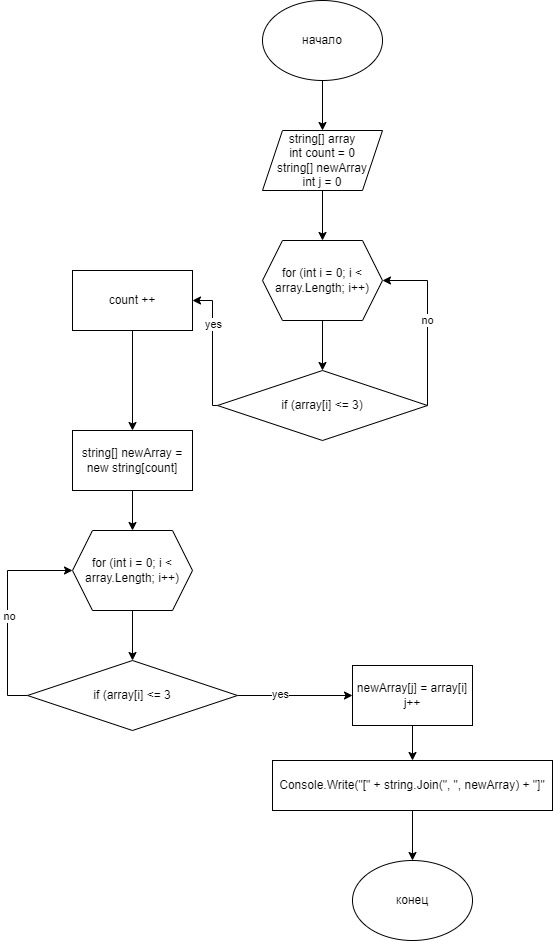 начало
string[] array
int count = 0
string[] newArray
int j = 0
for (int i = 0; i <
array.Length; i++)
no
if (array[i] <= 3)
yes
count ++
string[] newArray =
new string[count]
for (int i = 0; i <
array.Length; i++)
no
if (array[i] <= 3
yes
newArray[j] = array[i]
j++
Console.Write("[" + string.Join(", ", newArray) + "]"
конец